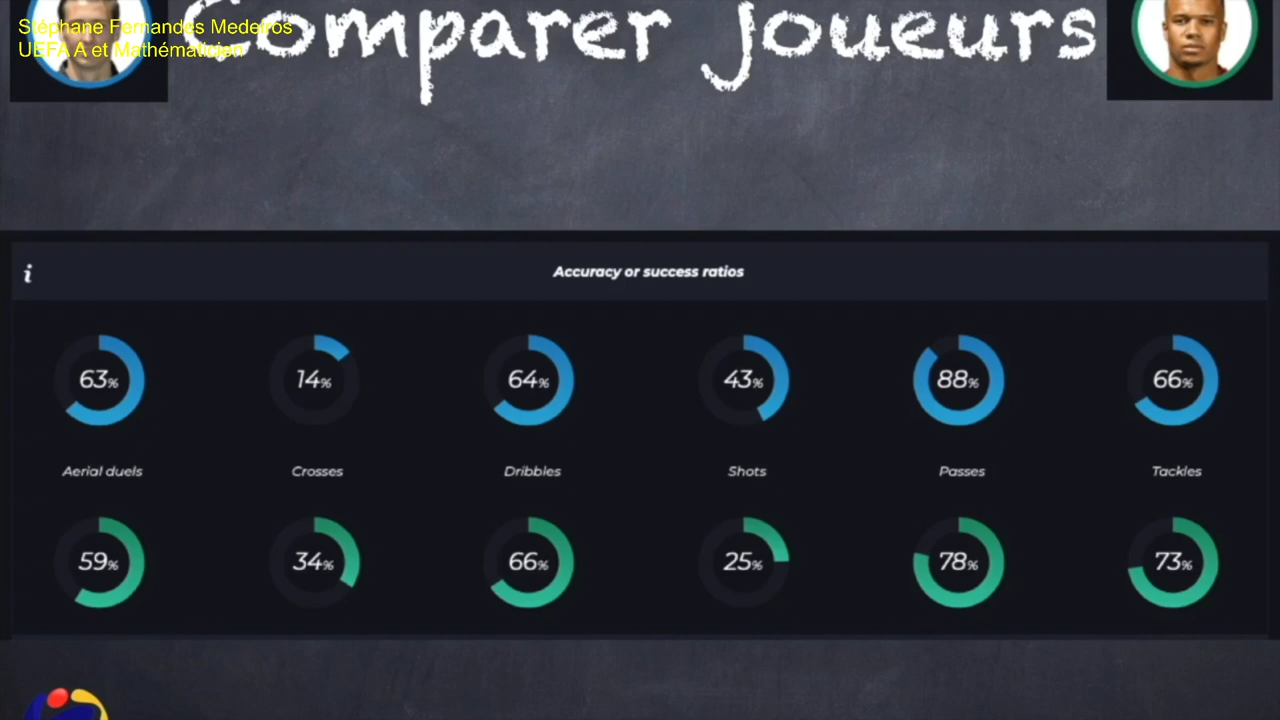 Stéphane Fernandes Medeiros
UEFA A et Mathématicien
Comparer joueurs
i
Accuracy or success ratios
63% 14% 64% 43% 88% 66%
Aerial duels Crosses Dribbles Shots Passes Tackles
59% 34% 66% 25% 78% 73%